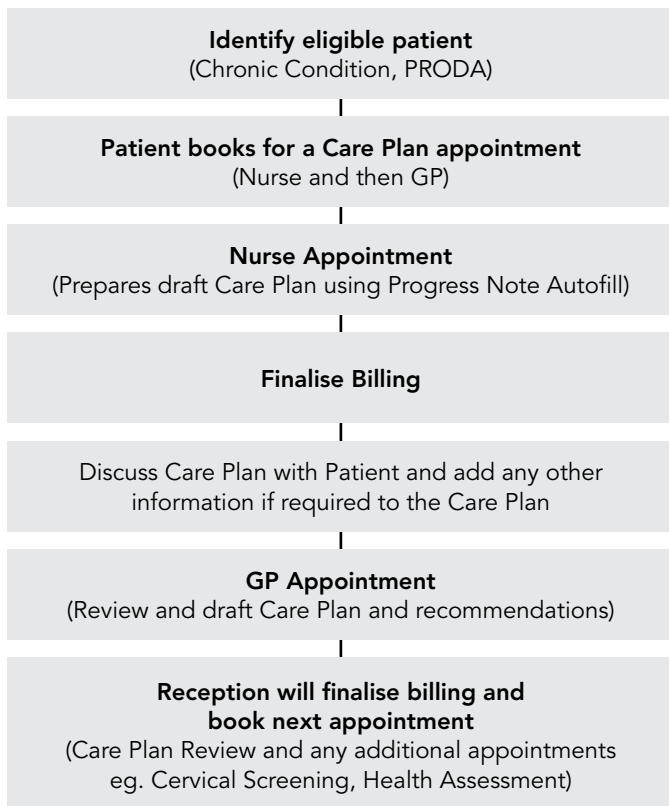 Identify eligible patient
(Chronic Condition, PRODA)
Patient books for a Care Plan appointment
(Nurse and then GP)
Nurse Appointment
(Prepares draft Care Plan using Progress Note Autofill)
Finalise Billing
Discuss Care Plan with Patient and add any other
information if required to the Care Plan
GP Appointment
(Review and draft Care Plan and recommendations)
Reception will finalise billing and
book next appointment
(Care Plan Review and any additional appointments
eg. Cervical Screening, Health Assessment)